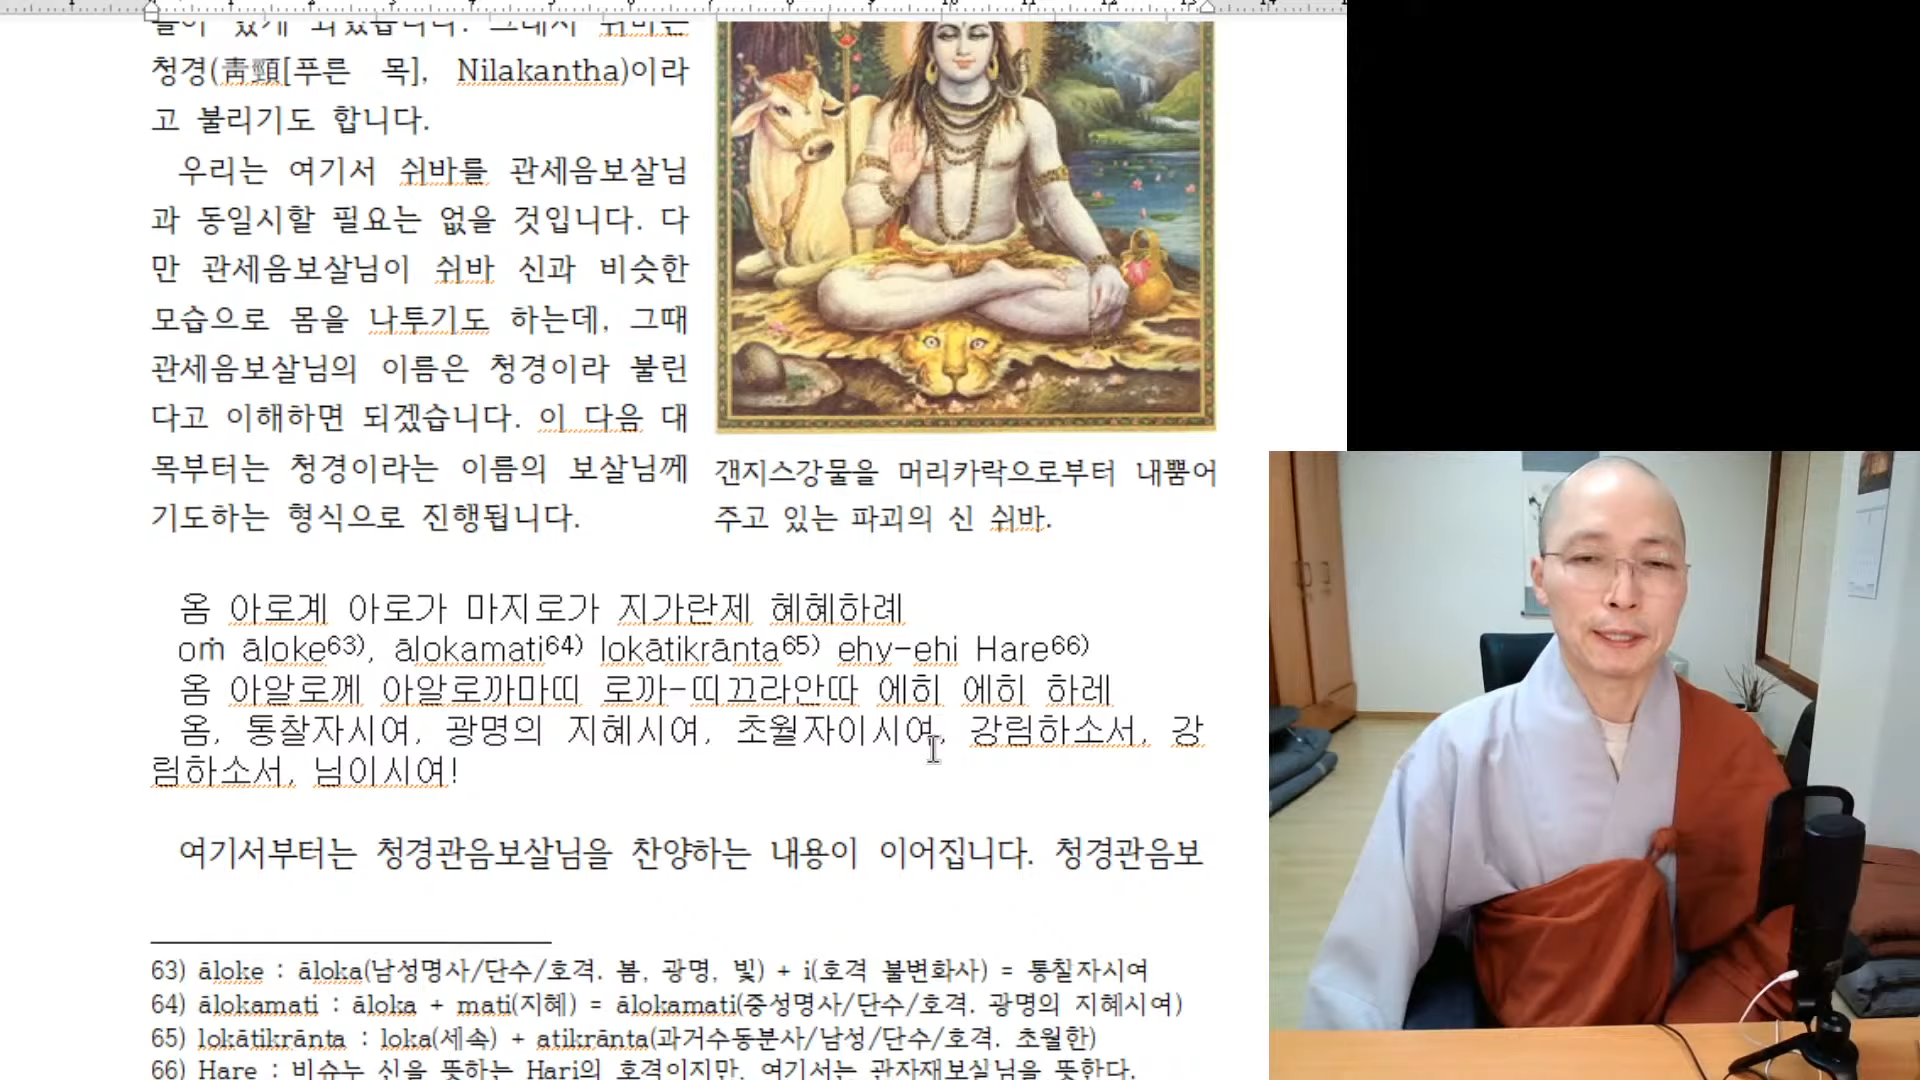 청경(靑頸[푸른 목], Nilakantha)이라
고 불리기도 합니다.
우리는 여기서 쉬바를 관세음보살님
과 동일시할 필요는 없을 것입니다. 다
만 관세음보살님이 쉬바 신과 비슷한
모습으로 몸을 나투기도 하는데, 그때
관세음보살님의 이름은 청경이라 불린
다고 이해하면 되겠습니다. 이 다음 대
목부터는 청경이라는 이름의 보살님께
기도하는 형식으로 진행됩니다.
갠지스강물을 머리카락으로부터 내뿜어
주고 있는 파괴의 신 쉬바.
옴 아로계 아로가 마지로가 지가란제 혜혜하례
oṁ āloke63), ālokamati64) lokātikrānta65) ehy-ehi Hare66)
옴 아알로께 아알로까마띠 로까-띠끄라안따 에히 에히 하레
옴, 통찰자시여, 광명의 지혜시여, 초월자이시여, 강림하소서, 강
림하소서, 님이시여!
여기서부터는 청경관음보살님을 찬양하는 내용이 이어집니다. 청경관음보
63) āloke : āloka(남성명사/단수/호격. 봄, 광명, 빛) + i(호격 불변화사) = 통찰자시여
64) ālokamati : āloka + mati(지혜) = ālokamati(중성명사/단수/호격. 광명의 지혜시여)
65) lokātikrānta : loka(세속) + atikrānta(과거수동분사/남성/단수/호격. 초월한)
66) Hare : 비슈누 신을 뜻하는 Hari의 호격이지만, 여기서는 관자재보살님을 뜻한다.